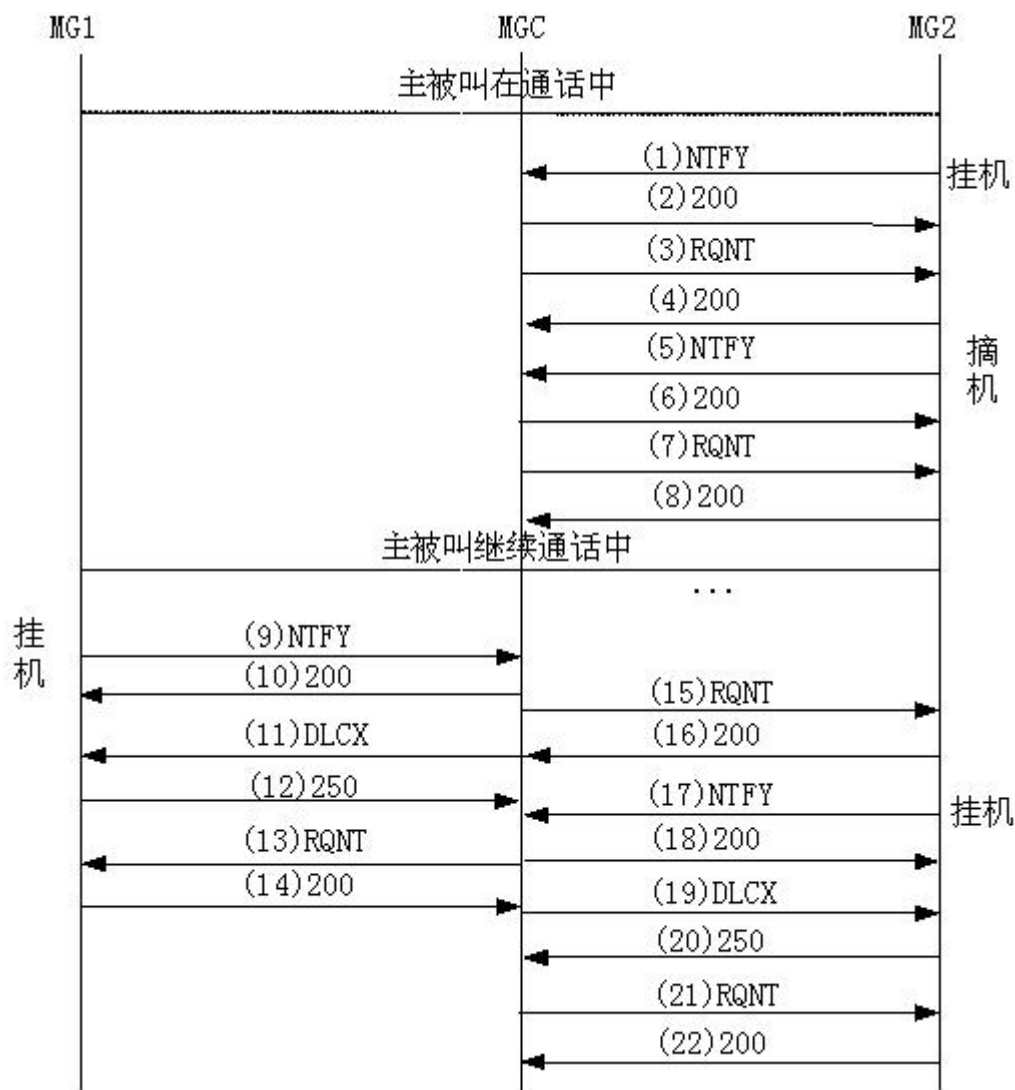 MG1 MGC MG2
主被叫在通话中
(1)NTFY
挂机
(2)200
(3)RQNT
(4)200
(5)NTFY
摘机
(6)200
(7)RQNT
(8)200
主被叫继续通话中
...
挂机
(9)NTFY
(10)200
(15)RQNT
(11)DLCX
(16)200
(12)250
(17)NTFY
挂机
(13)RQNT
(18)200
(14)200
(19)DLCX
(20)250
(21)RQNT
(22)200